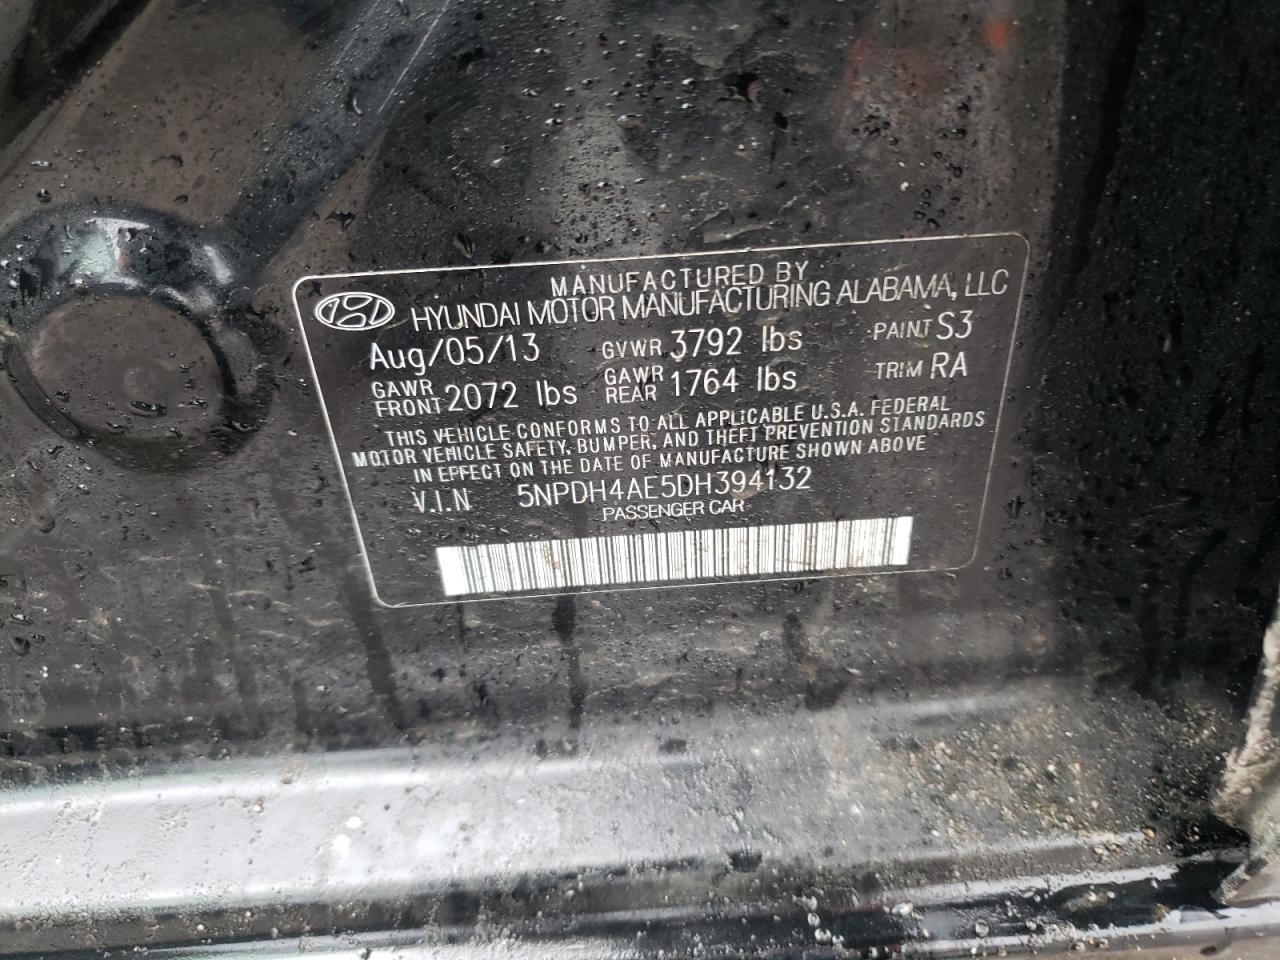 MANUFACTURED BY
HYUNDAI MOTOR MANUFACTURING ALABAMA, LLC
Aug/05/13 GVWR 3792 lbs PAINT S3
GAWR FRONT 2072 lbs GAWR REAR 1764 lbs TRIM RA
THIS VEHICLE CONFORMS TO ALL APPLICABLE U.S.A. FEDERAL
MOTOR VEHICLE SAFETY, BUMPER, AND THEFT PREVENTION STANDARDS
IN EFFECT ON THE DATE OF MANUFACTURE SHOWN ABOVE
V.I.N 5NPDH4AE5DH394132
PASSENGER CAR